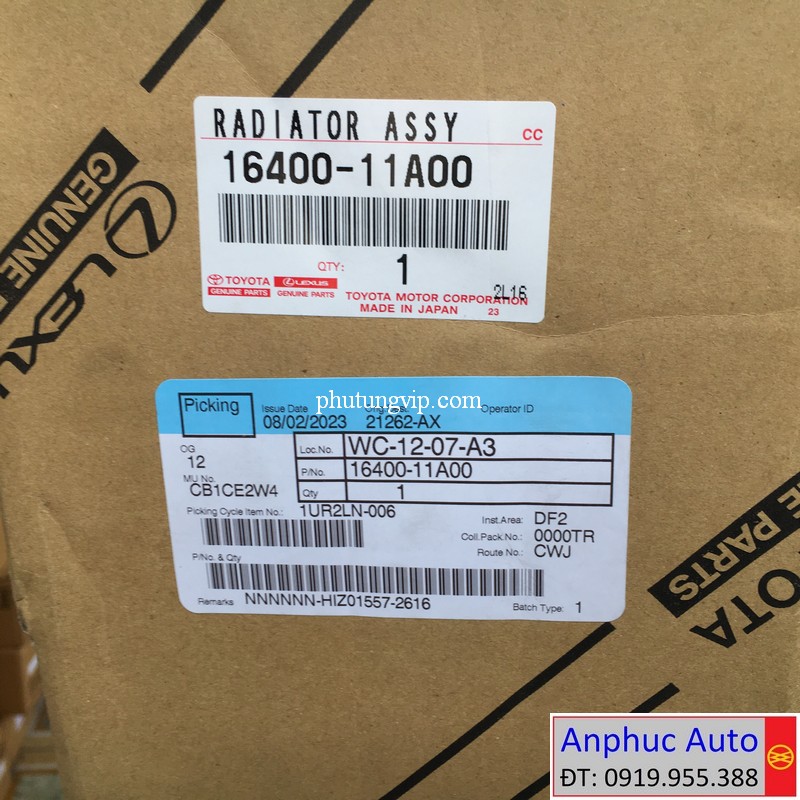 RADIATOR ASSY
CC
16400-11A00
QTY: 1
TOYOTA
GENUINE PARTS
LEXUS
GENUINE PARTS
2L16
TOYOTA MOTOR CORPORATION
MADE IN JAPAN 23
LEXUS
GENUINE
Picking
Issue Date
08/02/2023
21262-AX
Operator ID
phutungvip.com
OG
12
MU No.
CB1CE2W4
Loc.No. WC-12-07-A3
P/No. 16400-11A00
Qty 1
Picking Cycle Item No.: 1UR2LN-006
Inst.Area: DF2
Coll.Pack.No.: 0000TR
Route No.: CWJ
P/No. & Qty
Remarks NNNNNN-HIZ01557-2616
Batch Type: 1
TOYOTA
PARTS
Anphuc Auto
ĐT: 0919.955.388